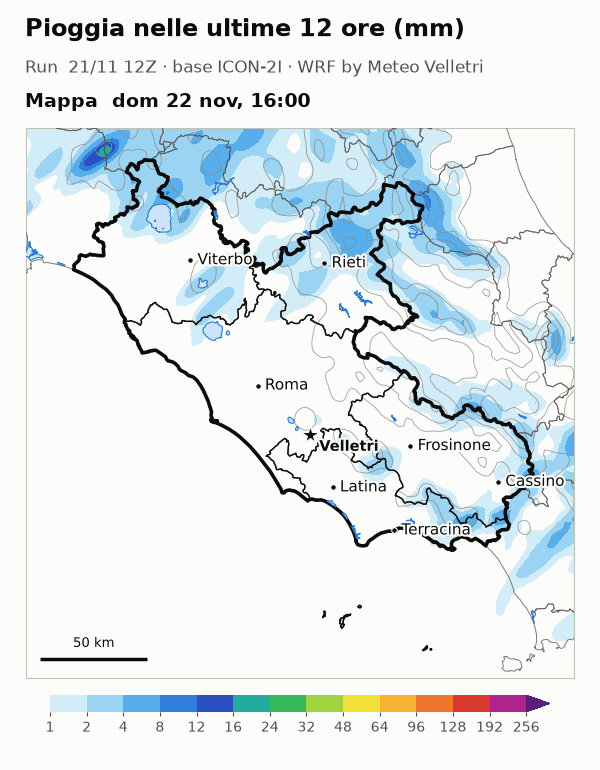 Pioggia nelle ultime 12 ore (mm)
Run 21/11 12Z · base ICON-2I · WRF by Meteo Velletri
Mappa dom 22 nov, 16:00
Viterbo
Rieti
Roma
Velletri
Frosinone
Latina
Cassino
Terracina
50 km
1 2 4 8 12 16 24 32 48 64 96 128 192 256